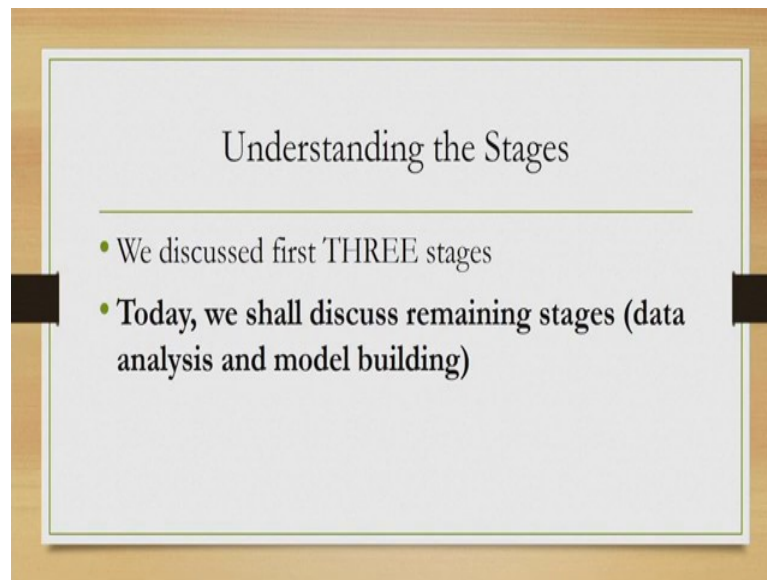 Understanding the Stages
• We discussed first THREE stages
• Today, we shall discuss remaining stages (data
analysis and model building)